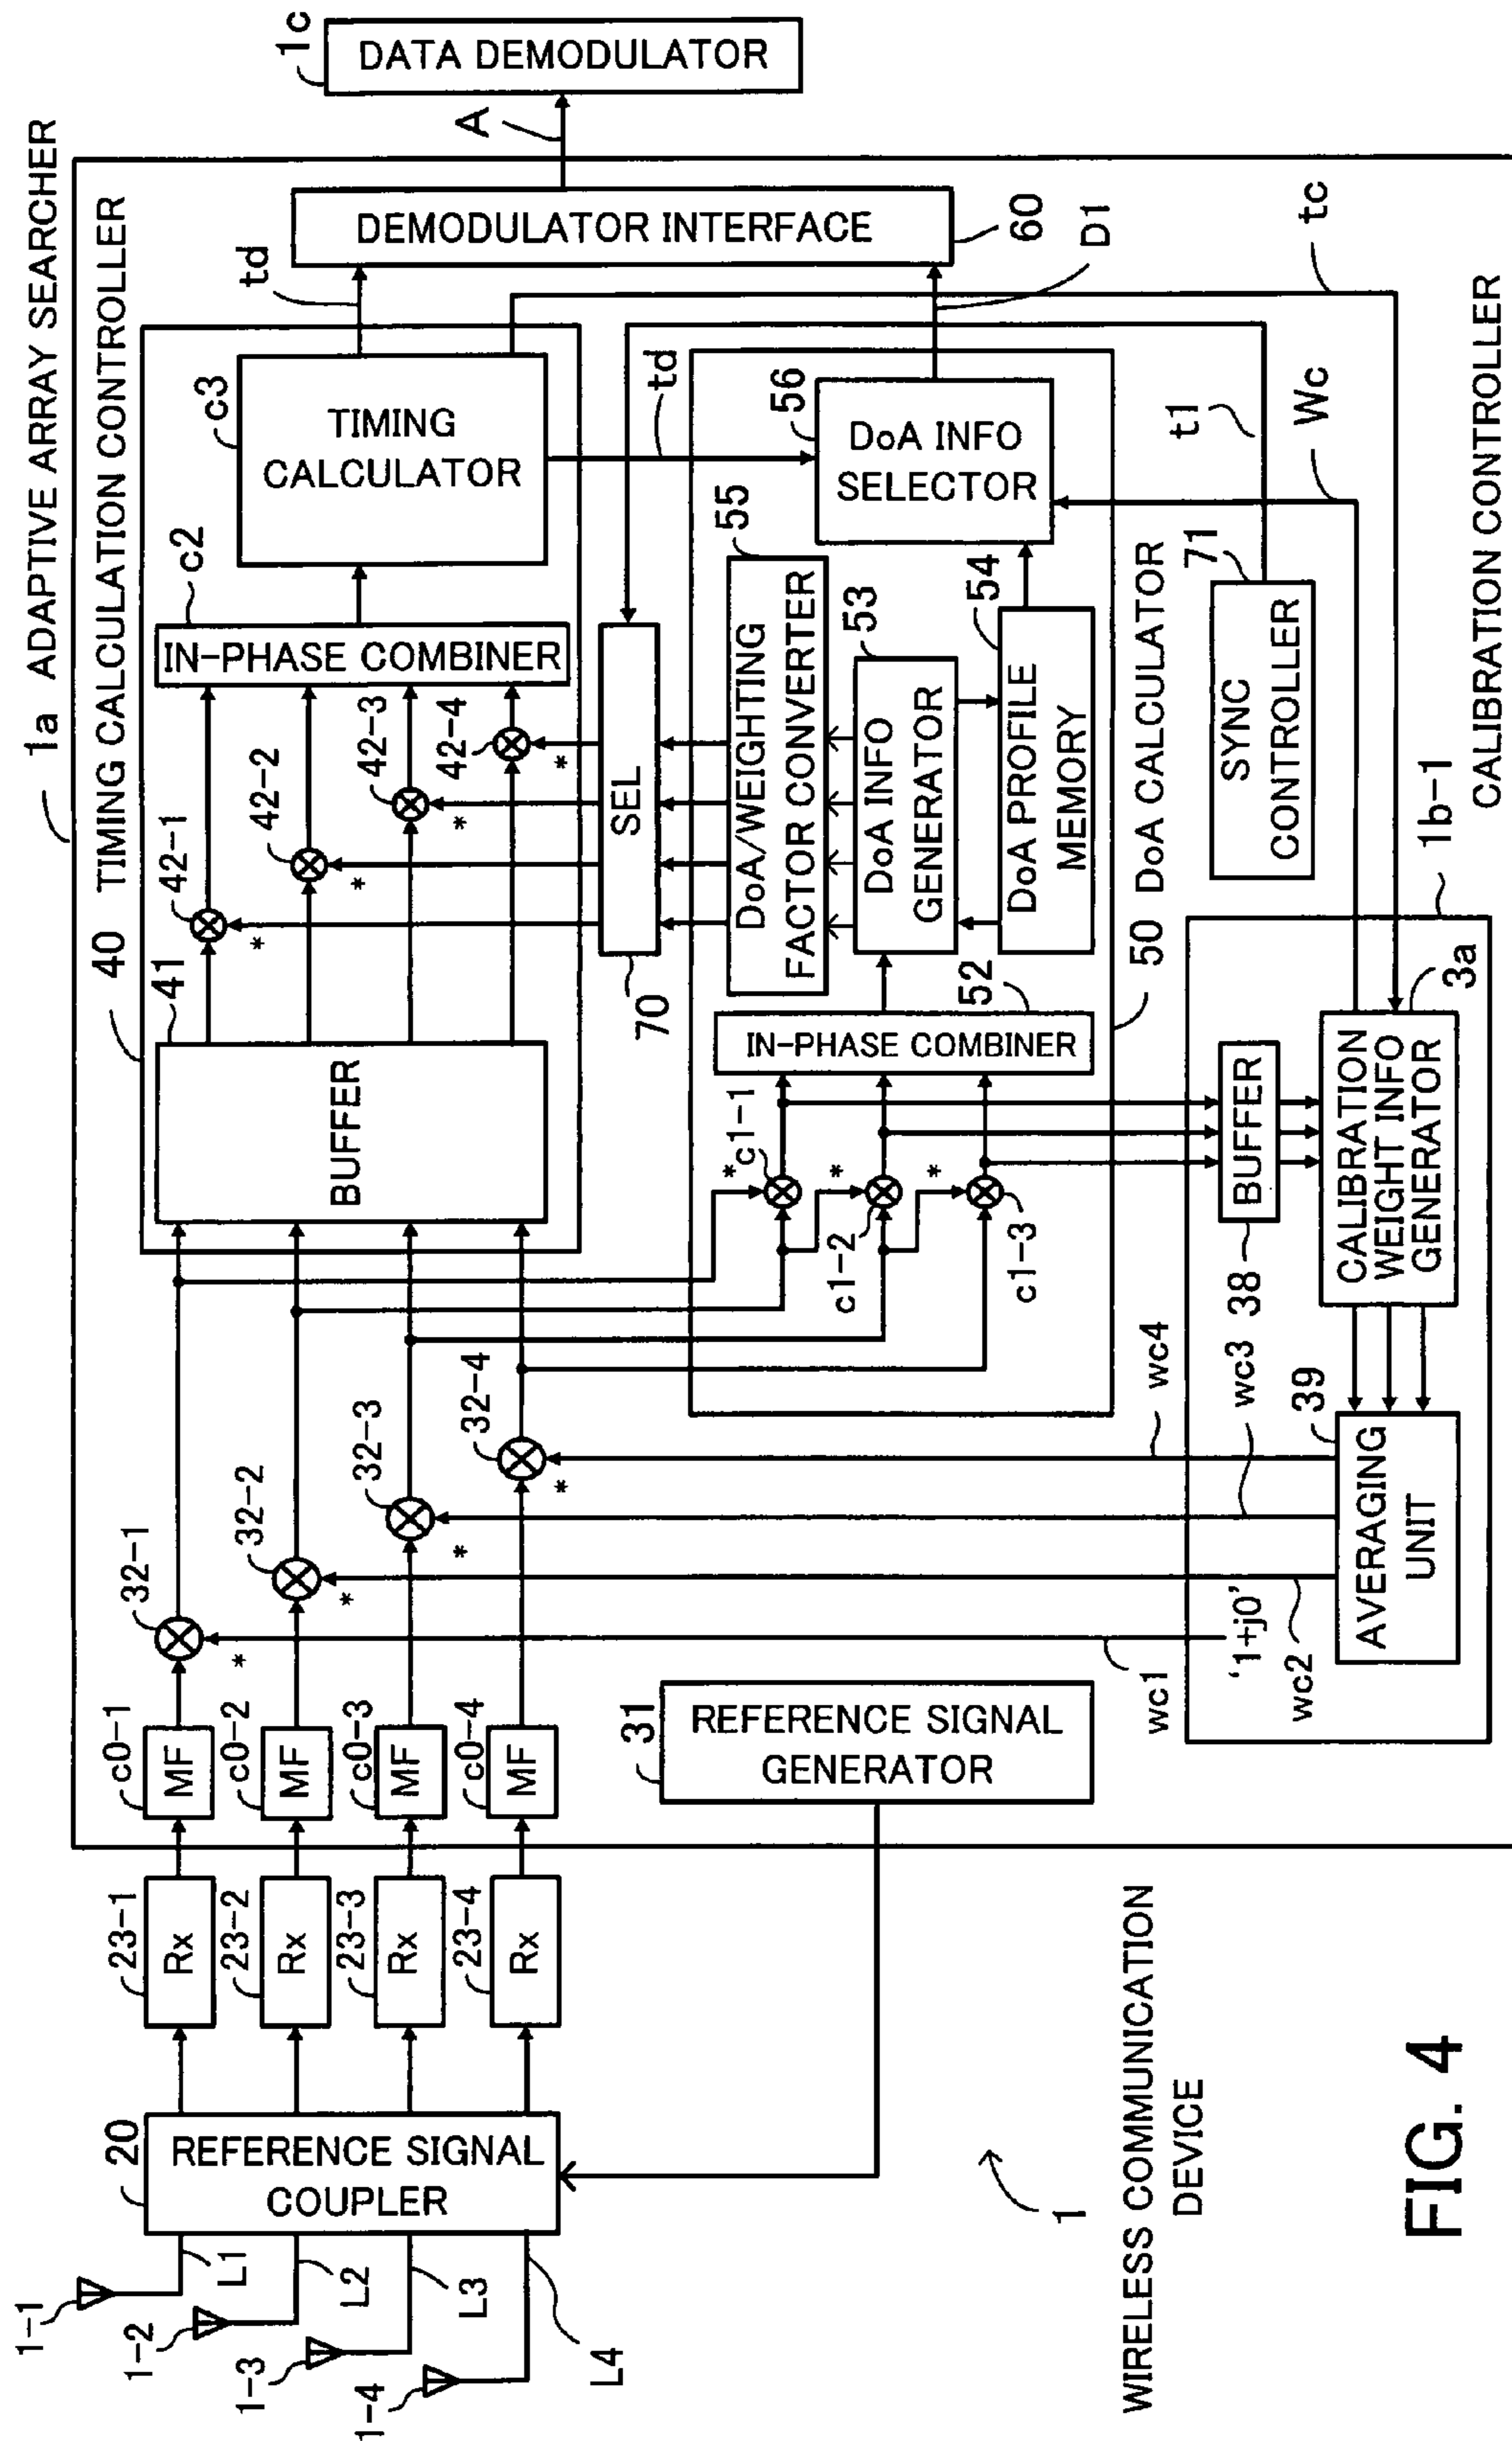 1c
DATA DEMODULATOR
A
1a ADAPTIVE ARRAY SEARCHER
40 TIMING CALCULATION CONTROLLER
DEMODULATOR INTERFACE
60
td
D1
tc
c3
TIMING
CALCULATOR
td
56
DoA INFO
SELECTOR
t1
Wc
c2
IN-PHASE COMBINER
55
DoA/WEIGHTING
FACTOR CONVERTER
53
DoA INFO
GENERATOR
54
DoA PROFILE
MEMORY
71
SYNC
CONTROLLER
50 DoA CALCULATOR
CALIBRATION CONTROLLER
1b-1
42-1
42-2
42-3
42-4
*
*
*
*
SEL
70
41
BUFFER
52
IN-PHASE COMBINER
c1-1
c1-2
c1-3
*
*
*
BUFFER
38
3a
CALIBRATION
WEIGHT INFO
GENERATOR
39
AVERAGING
UNIT
wc4
wc3
wc2
wc1
‘1+j0’
32-1
32-2
32-3
32-4
*
*
*
*
c0-1
MF
c0-2
MF
c0-3
MF
c0-4
MF
31
REFERENCE SIGNAL
GENERATOR
23-1
Rx
23-2
Rx
23-3
Rx
23-4
Rx
20
REFERENCE SIGNAL
COUPLER
1-1
1-2
1-3
1-4
L1
L2
L3
L4
1
WIRELESS COMMUNICATION
DEVICE
FIG. 4